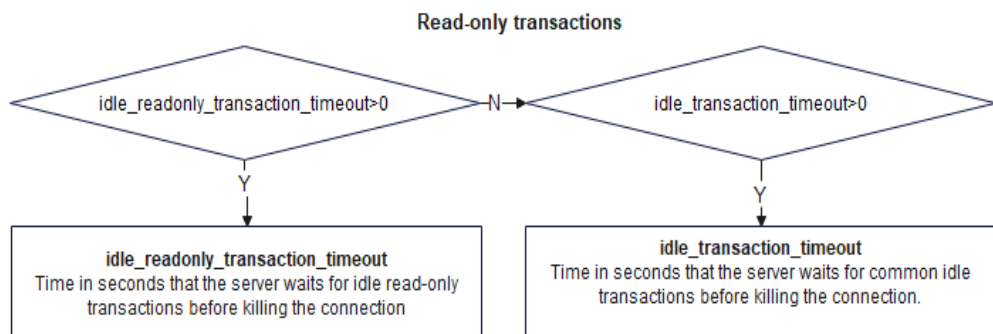 Read-only transactions
idle_readonly_transaction_timeout>0
N
idle_transaction_timeout>0
Y
Y
idle_readonly_transaction_timeout
Time in seconds that the server waits for idle read-only
transactions before killing the connection
idle_transaction_timeout
Time in seconds that the server waits for common idle
transactions before killing the connection.